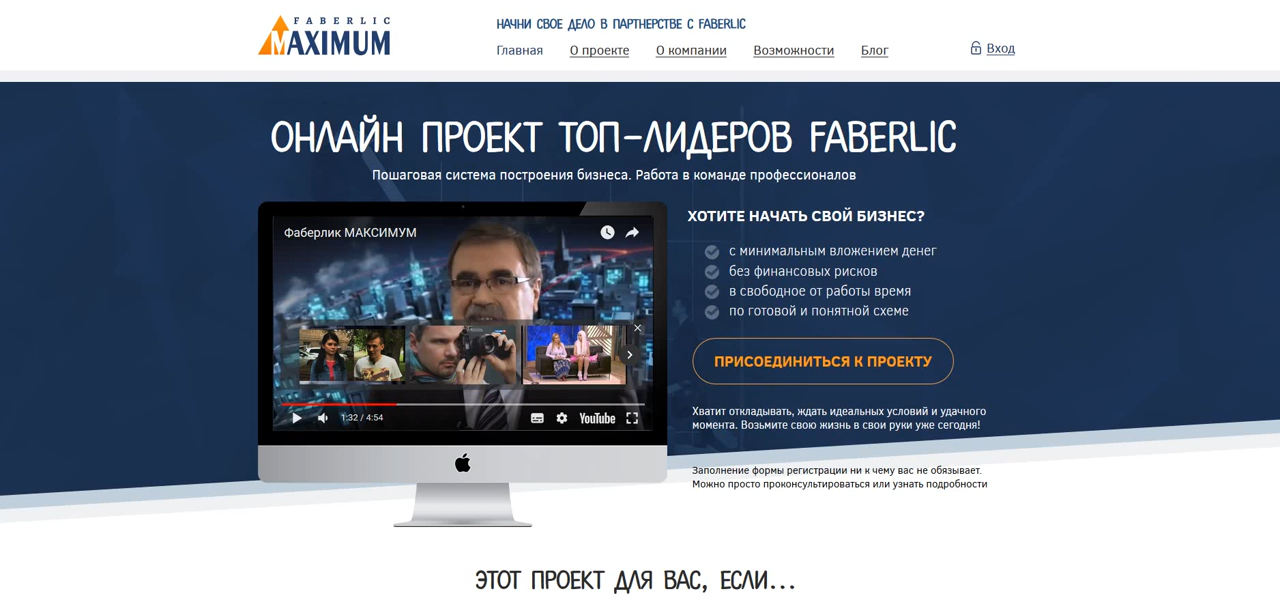 FABERLIC
MAXIMUM
НАЧНИ СВОЕ ДЕЛО В ПАРТНЕРСТВЕ С FABERLIC
Главная О проекте О компании Возможности Блог
Вход
ОНЛАЙН ПРОЕКТ ТОП-ЛИДЕРОВ FABERLIC
Пошаговая система построения бизнеса. Работа в команде профессионалов
Фаберлик МАКСИМУМ
1:32 / 4:54
YouTube
ХОТИТЕ НАЧАТЬ СВОЙ БИЗНЕС?
с минимальным вложением денег
без финансовых рисков
в свободное от работы время
по готовой и понятной схеме
ПРИСОЕДИНИТЬСЯ К ПРОЕКТУ
Хватит откладывать, ждать идеальных условий и удачного
момента. Возьмите свою жизнь в свои руки уже сегодня!
Заполнение формы регистрации ни к чему вас не обязывает.
Можно просто проконсультироваться или узнать подробности
ЭТОТ ПРОЕКТ ДЛЯ ВАС, ЕСЛИ...